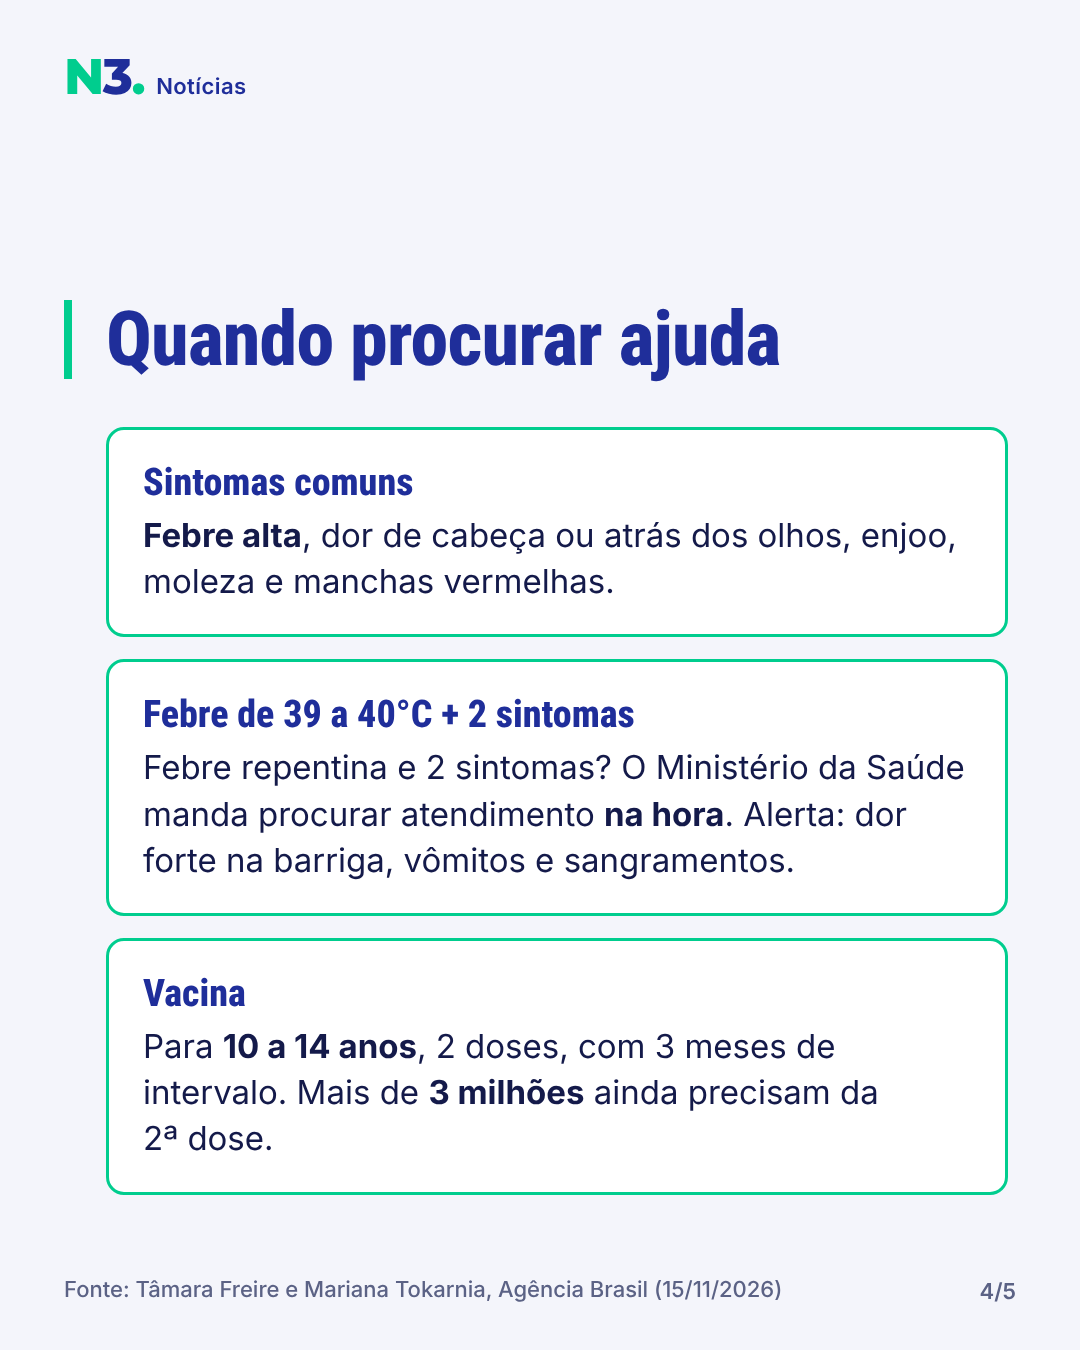 N3. Notícias
Quando procurar ajuda
Sintomas comuns
Febre alta, dor de cabeça ou atrás dos olhos, enjoo,
moleza e manchas vermelhas.
Febre de 39 a 40°C + 2 sintomas
Febre repentina e 2 sintomas? O Ministério da Saúde
manda procurar atendimento na hora. Alerta: dor
forte na barriga, vômitos e sangramentos.
Vacina
Para 10 a 14 anos, 2 doses, com 3 meses de
intervalo. Mais de 3 milhões ainda precisam da
2ª dose.
Fonte: Tâmara Freire e Mariana Tokarnia, Agência Brasil (15/11/2026)
4/5